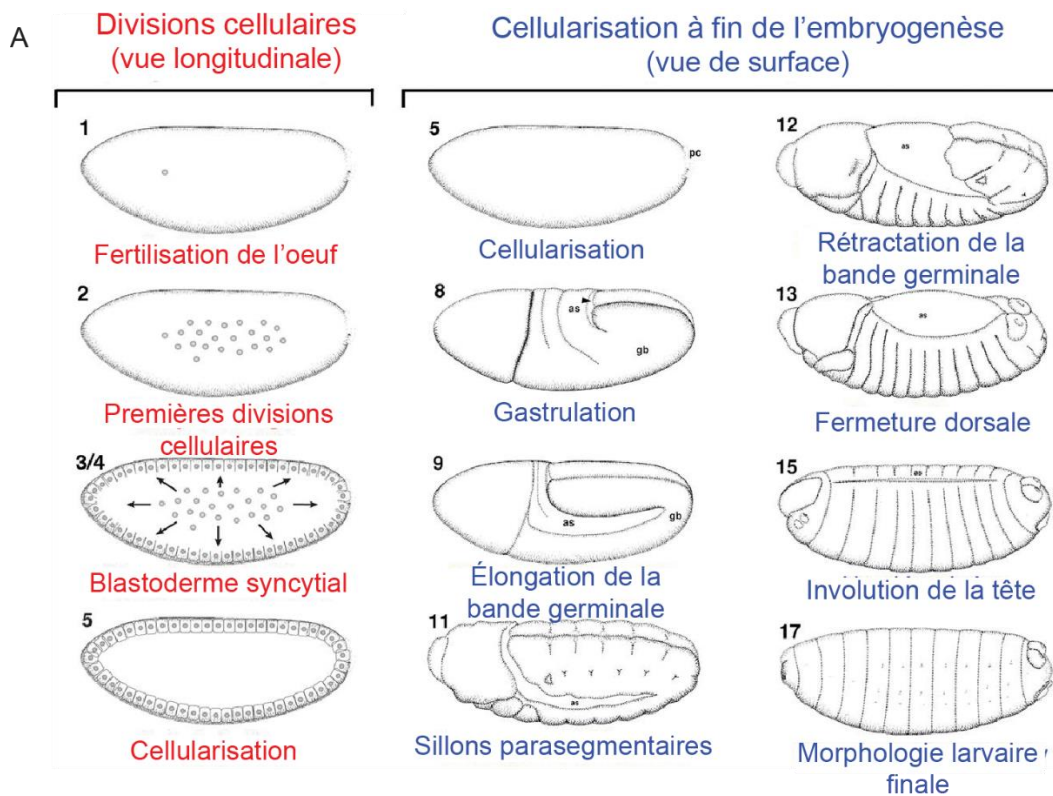 A
Divisions cellulaires
(vue longitudinale)
Cellularisation à fin de l'embryogenèse
(vue de surface)
1
Fertilisation de l'oeuf
2
Premières divisions
cellulaires
3/4
Blastoderme syncytial
5
Cellularisation
5
pc
Cellularisation
8
as
gb
Gastrulation
9
as
gb
Élongation de la
bande germinale
11
as
Sillons parasegmentaires
12
as
Rétractation de la
bande germinale
13
as
Fermeture dorsale
15
as
Involution de la tête
17
Morphologie larvaire
finale